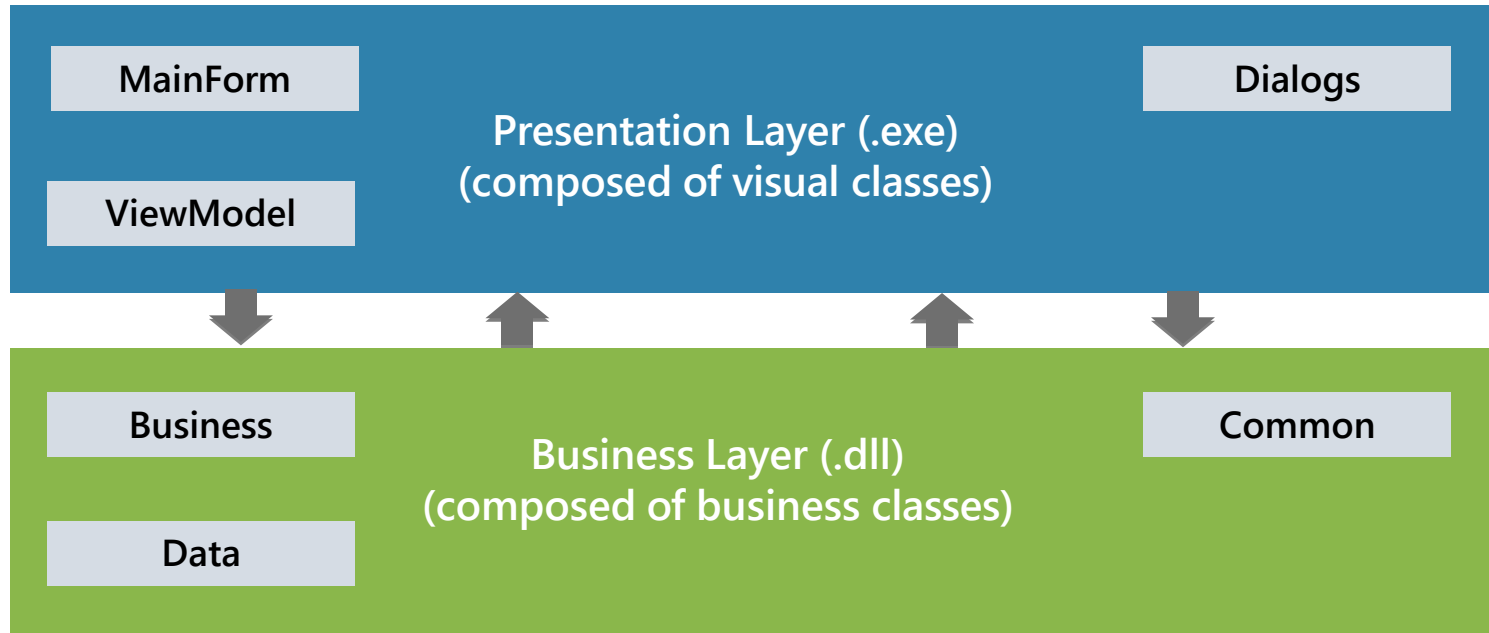 MainForm
Dialogs
Presentation Layer (.exe)
(composed of visual classes)
ViewModel
Business
Common
Business Layer (.dll)
(composed of business classes)
Data